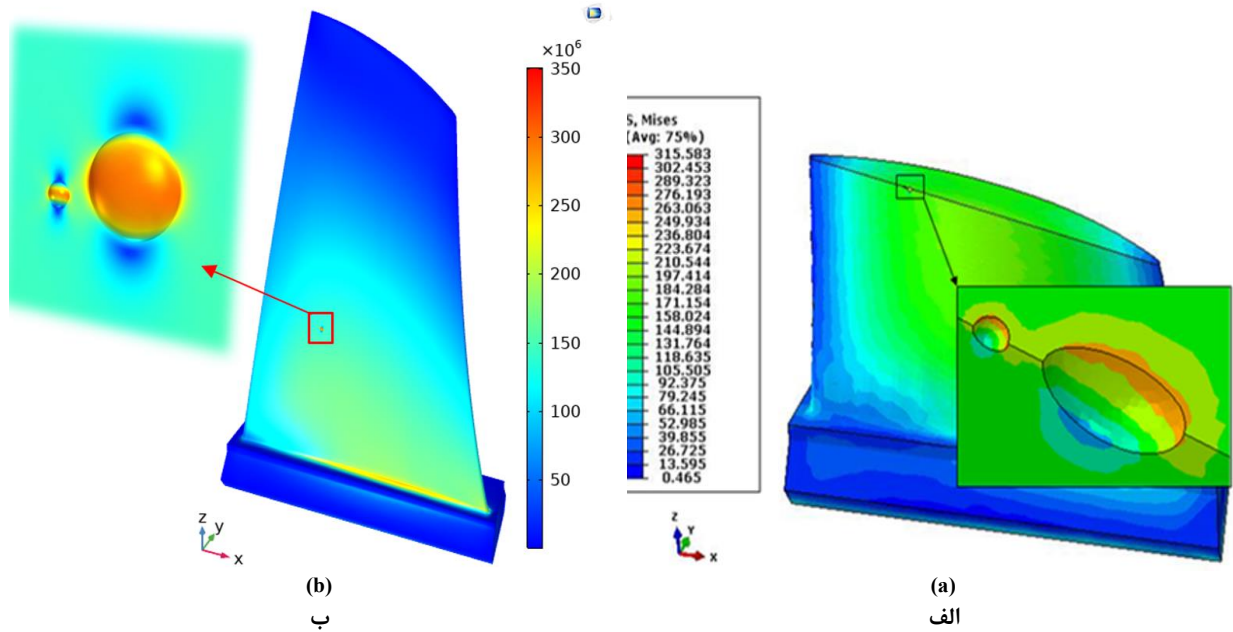 ×10⁶
350
300
250
200
150
100
50
z
y
x
(b)
ب
S, Mises
(Avg: 75%)
315.583
302.453
289.323
276.193
263.063
249.934
236.804
223.674
210.544
197.414
184.284
171.154
158.024
144.894
131.764
118.635
105.505
92.375
79.245
66.115
52.985
39.855
26.725
13.595
0.465
Z
Y
X
(a)
الف